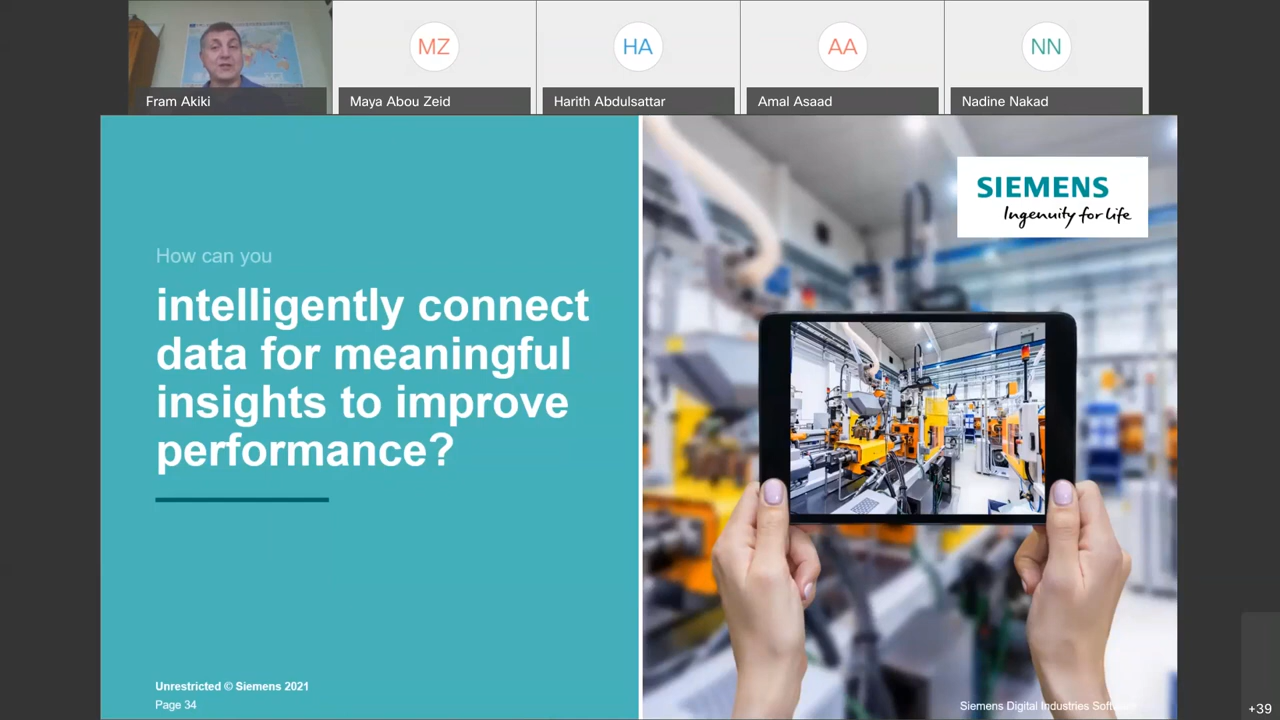 MZ
HA
AA
NN
Fram Akiki
Maya Abou Zeid
Harith Abdulsattar
Amal Asaad
Nadine Nakad
SIEMENS
Ingenuity for life
How can you
intelligently connect
data for meaningful
insights to improve
performance?
Unrestricted © Siemens 2021
Page 34
Siemens Digital Industries Software
+39